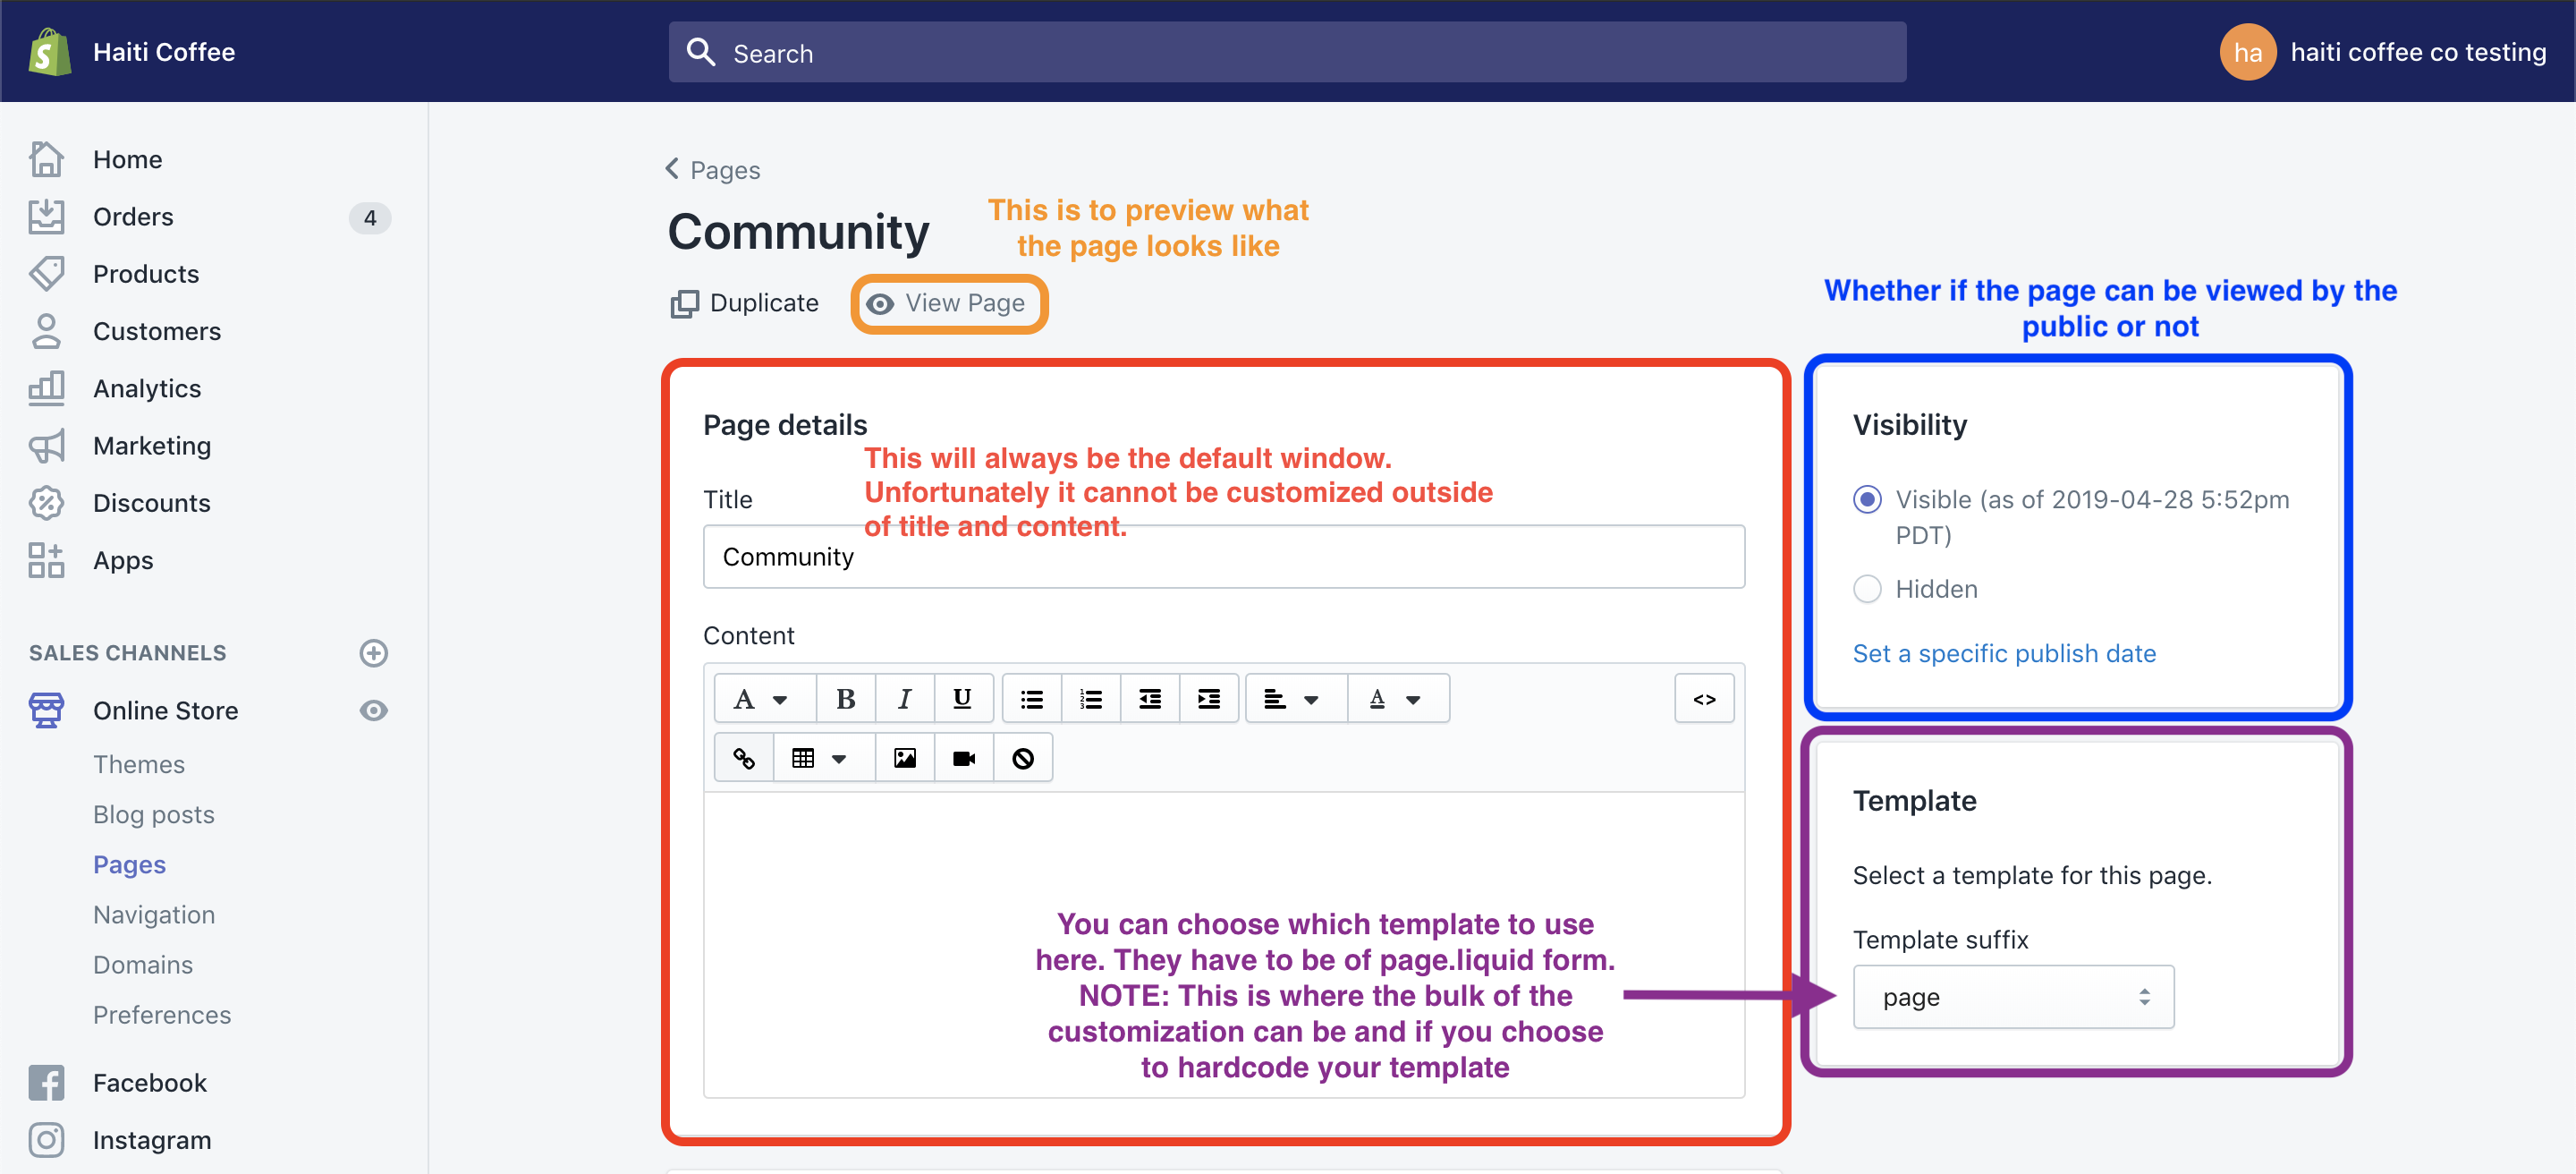 Haiti Coffee
Search
ha
haiti coffee co testing
Home
Orders
4
Products
Customers
Analytics
Marketing
Discounts
Apps
SALES CHANNELS
Online Store
Themes
Blog posts
Pages
Navigation
Domains
Preferences
Facebook
Instagram
Pages
Community
This is to preview what
the page looks like
Duplicate
View Page
Page details
This will always be the default window.
Unfortunately it cannot be customized outside
of title and content.
Title
Community
Content
A
B
I
U
A
<>
You can choose which template to use
here. They have to be of page.liquid form.
NOTE: This is where the bulk of the
customization can be and if you choose
to hardcode your template
Whether if the page can be viewed by the
public or not
Visibility
Visible (as of 2019-04-28 5:52pm
PDT)
Hidden
Set a specific publish date
Template
Select a template for this page.
Template suffix
page